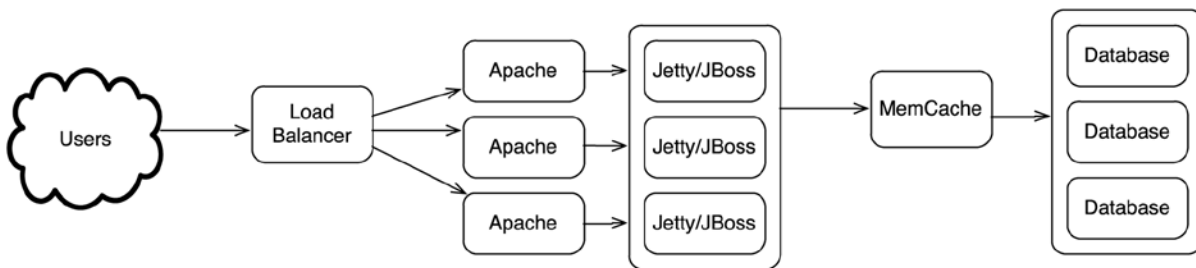 Users
Load
Balancer
Apache
Apache
Apache
Jetty/JBoss
Jetty/JBoss
Jetty/JBoss
MemCache
Database
Database
Database